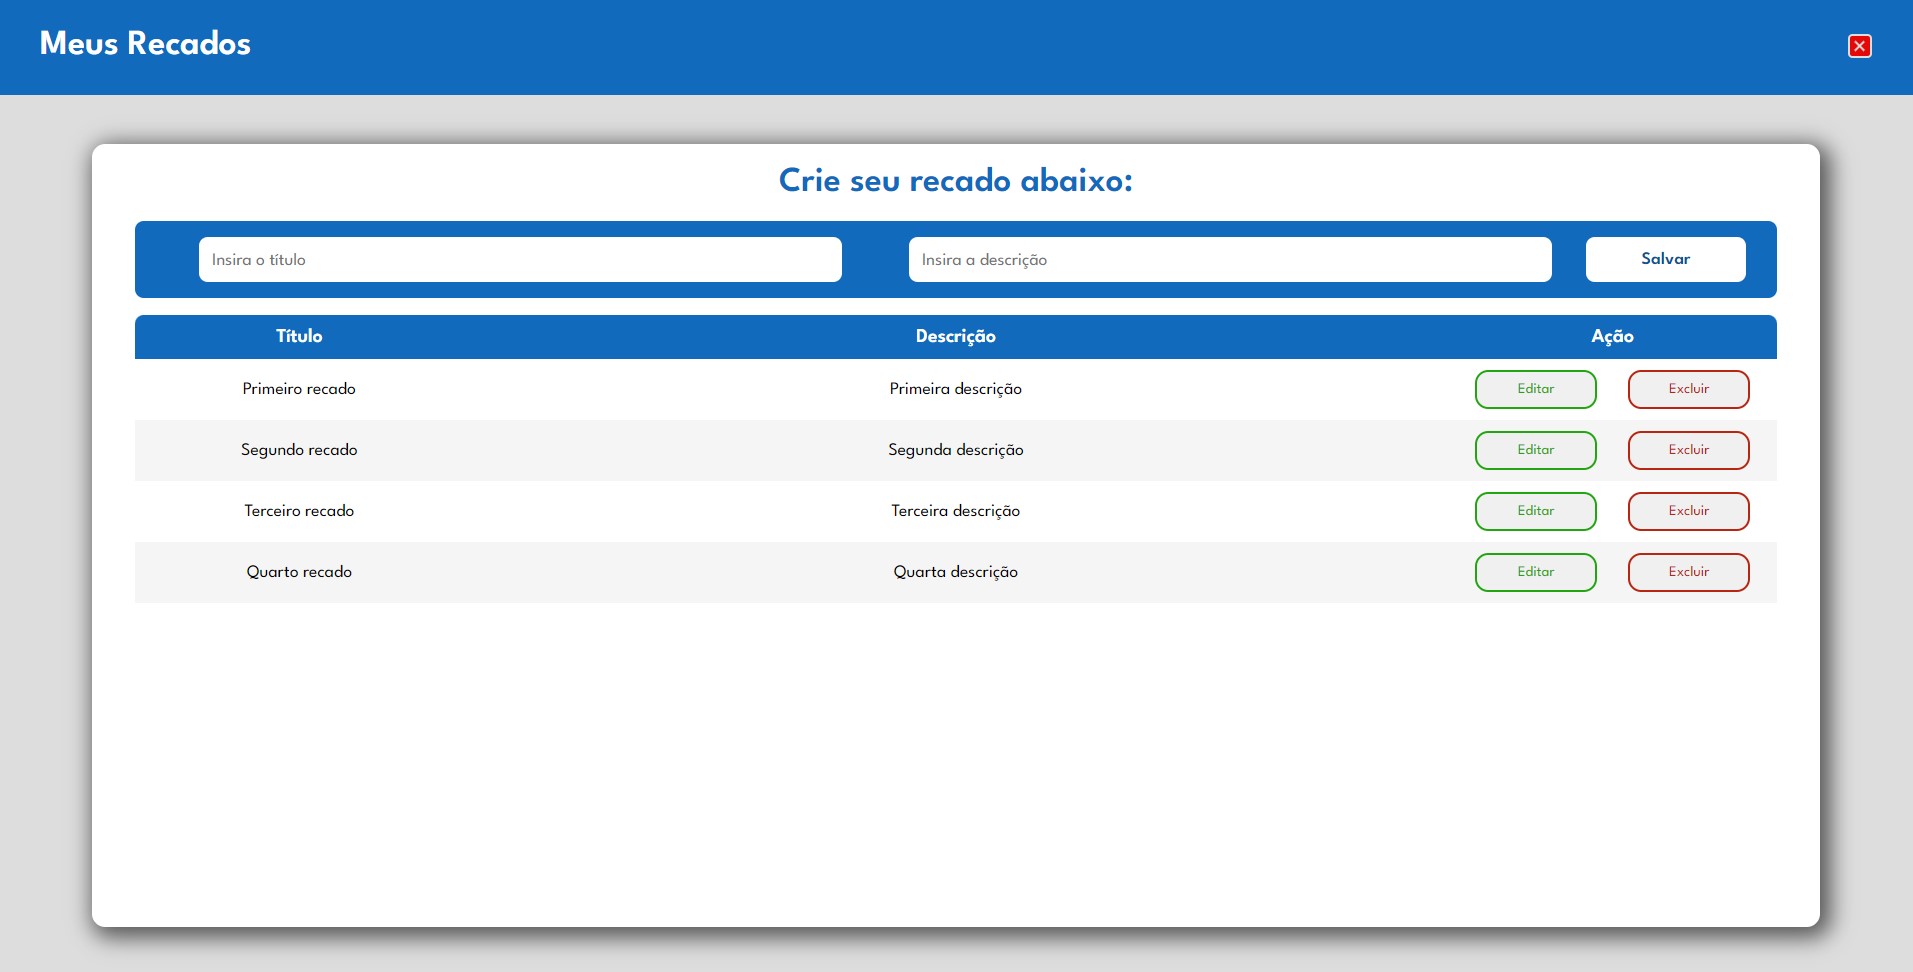 Meus Recados
Crie seu recado abaixo:
Insira o título Insira a descrição Salvar
Título Descrição Ação
Primeiro recado Primeira descrição Editar Excluir
Segundo recado Segunda descrição Editar Excluir
Terceiro recado Terceira descrição Editar Excluir
Quarto recado Quarta descrição Editar Excluir